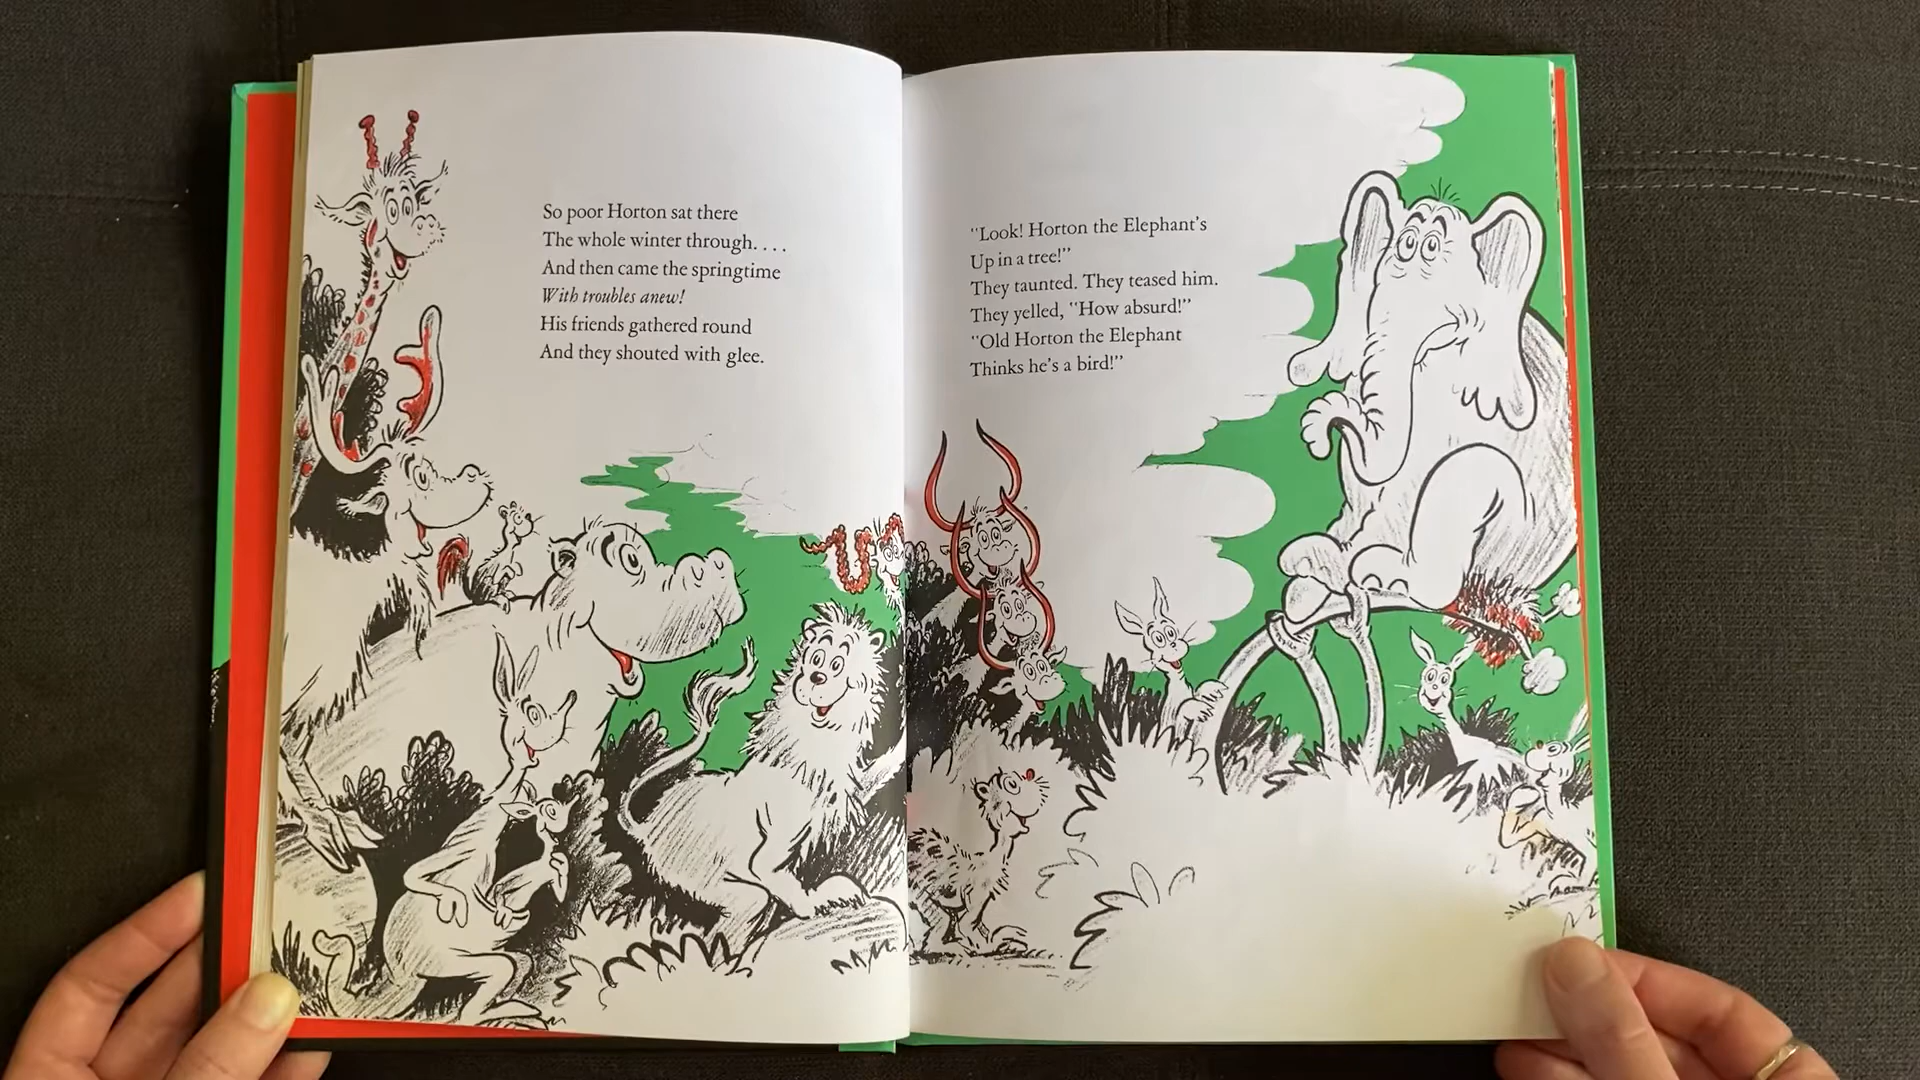 So poor Horton sat there
The whole winter through. . . .
And then came the springtime
With troubles anew!
His friends gathered round
And they shouted with glee.
"Look! Horton the Elephant's
Up in a tree!"
They taunted. They teased him.
They yelled, "How absurd!"
"Old Horton the Elephant
Thinks he's a bird!"